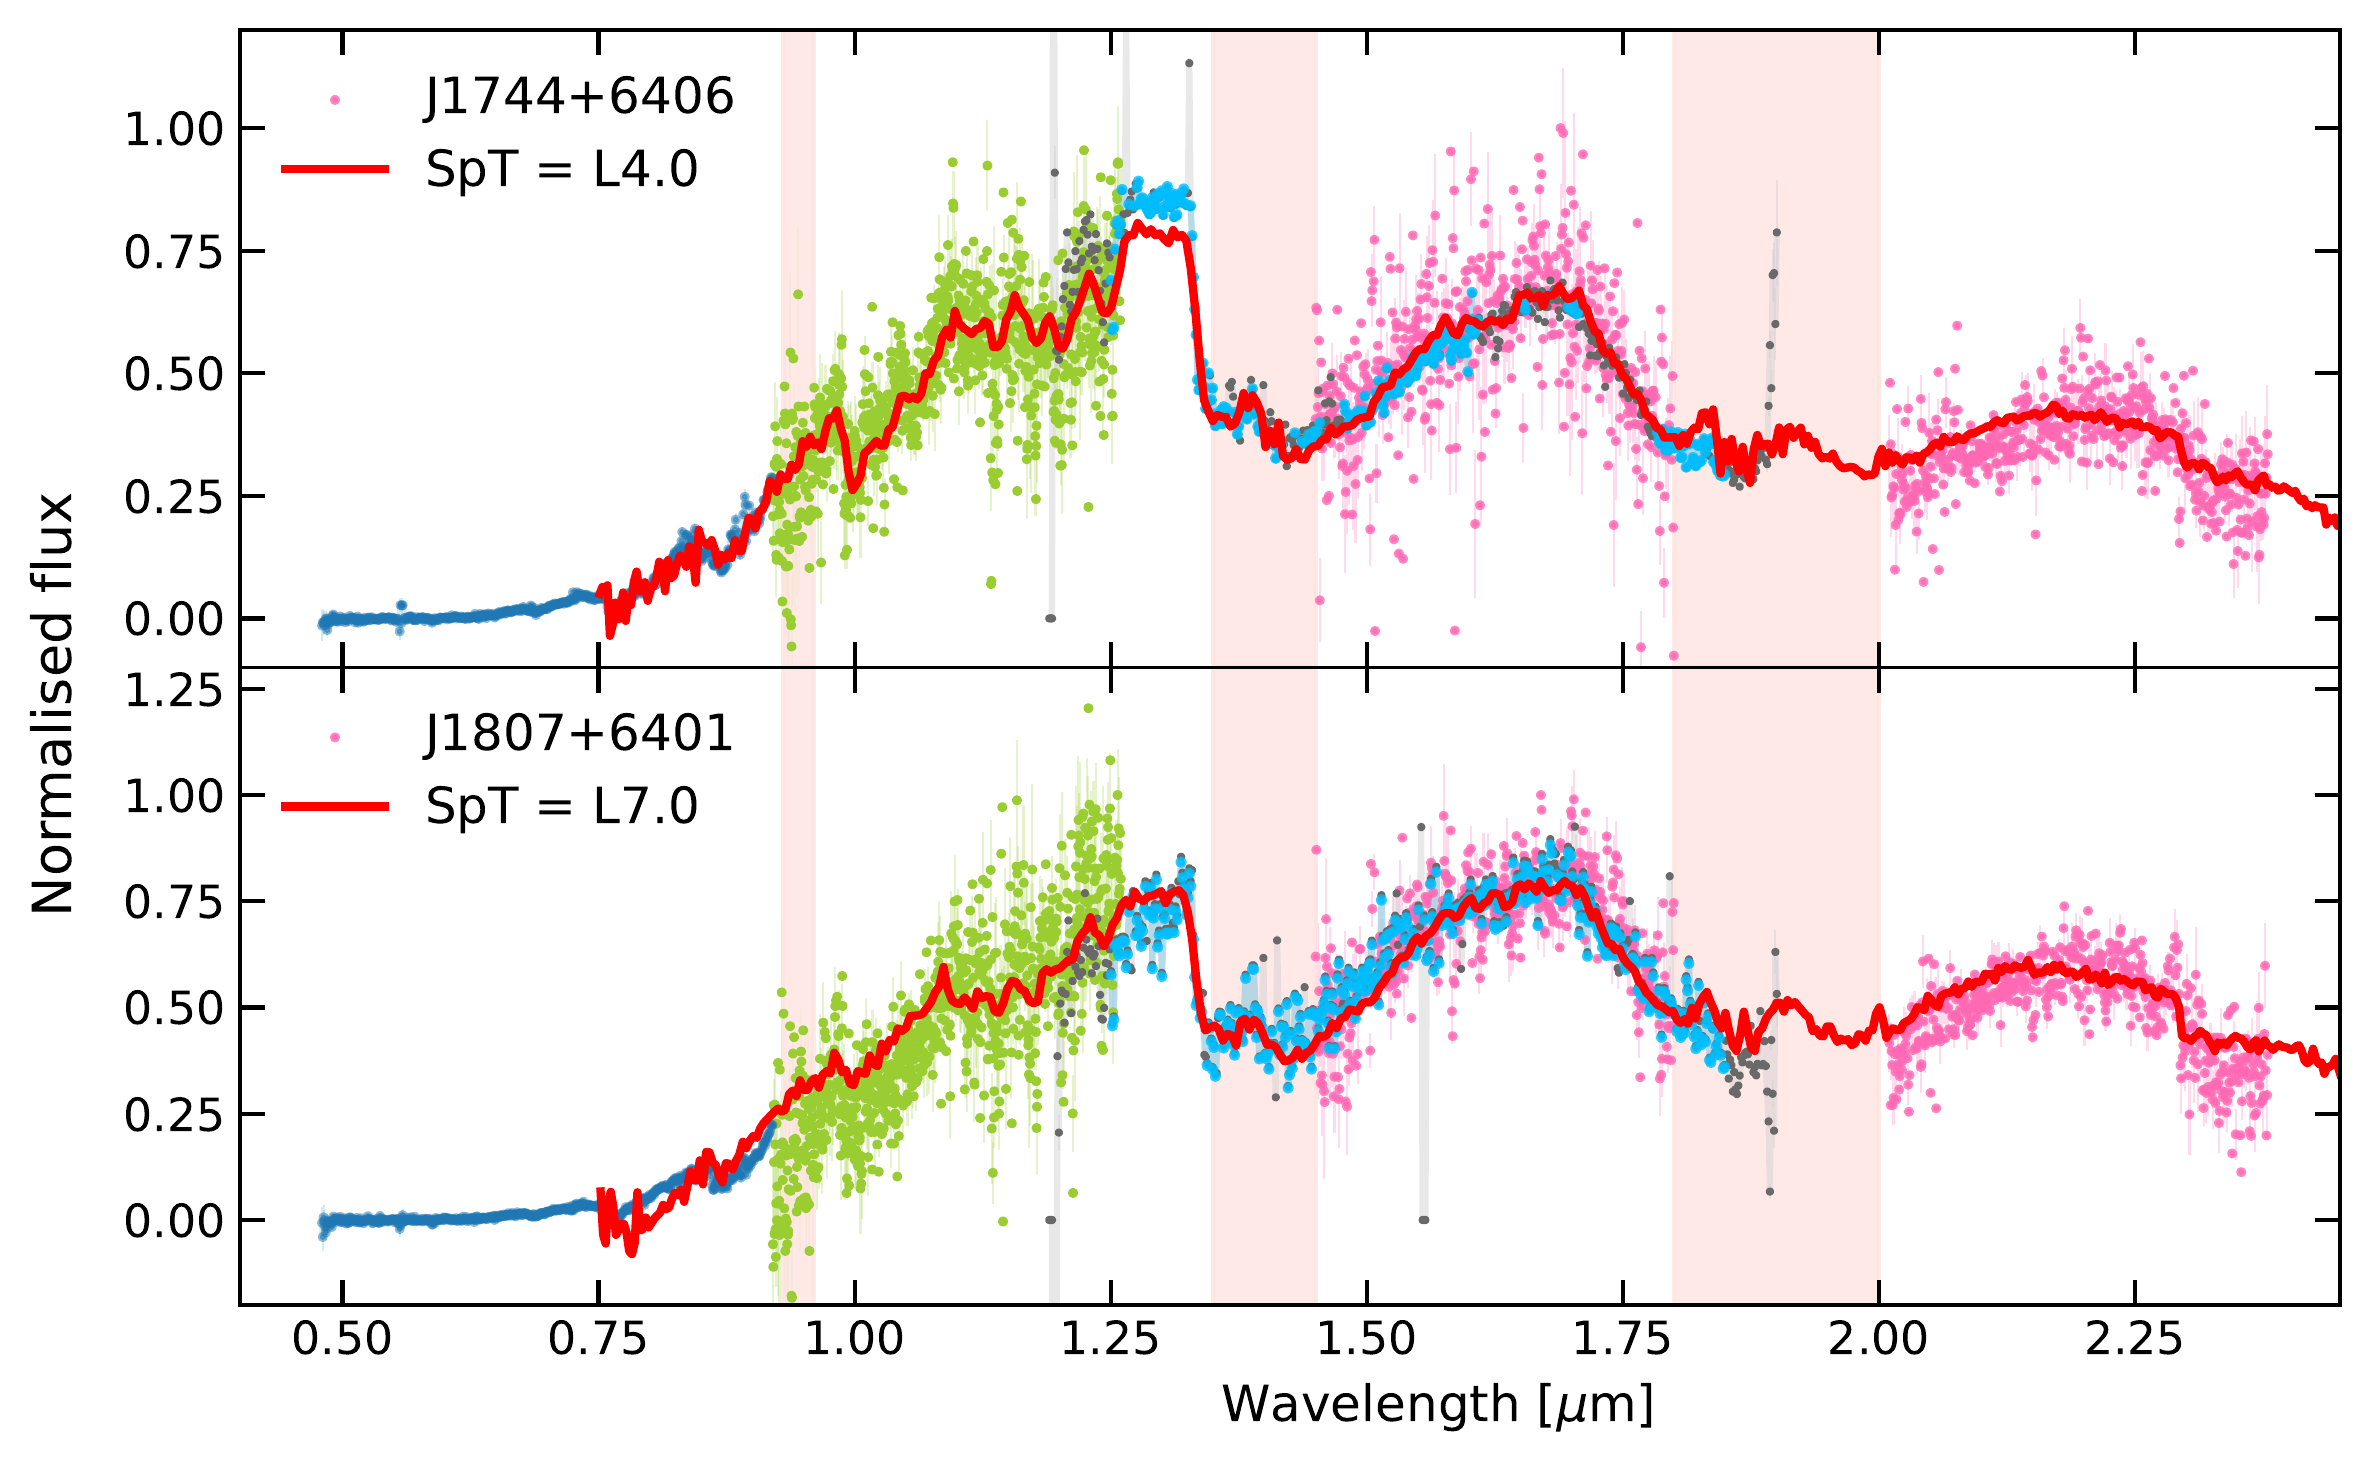 Normalised flux
J1744+6406
SpT = L4.0
1.00
0.75
0.50
0.25
0.00
J1807+6401
SpT = L7.0
1.25
1.00
0.75
0.50
0.25
0.00
0.50 0.75 1.00 1.25 1.50 1.75 2.00 2.25
Wavelength [μm]